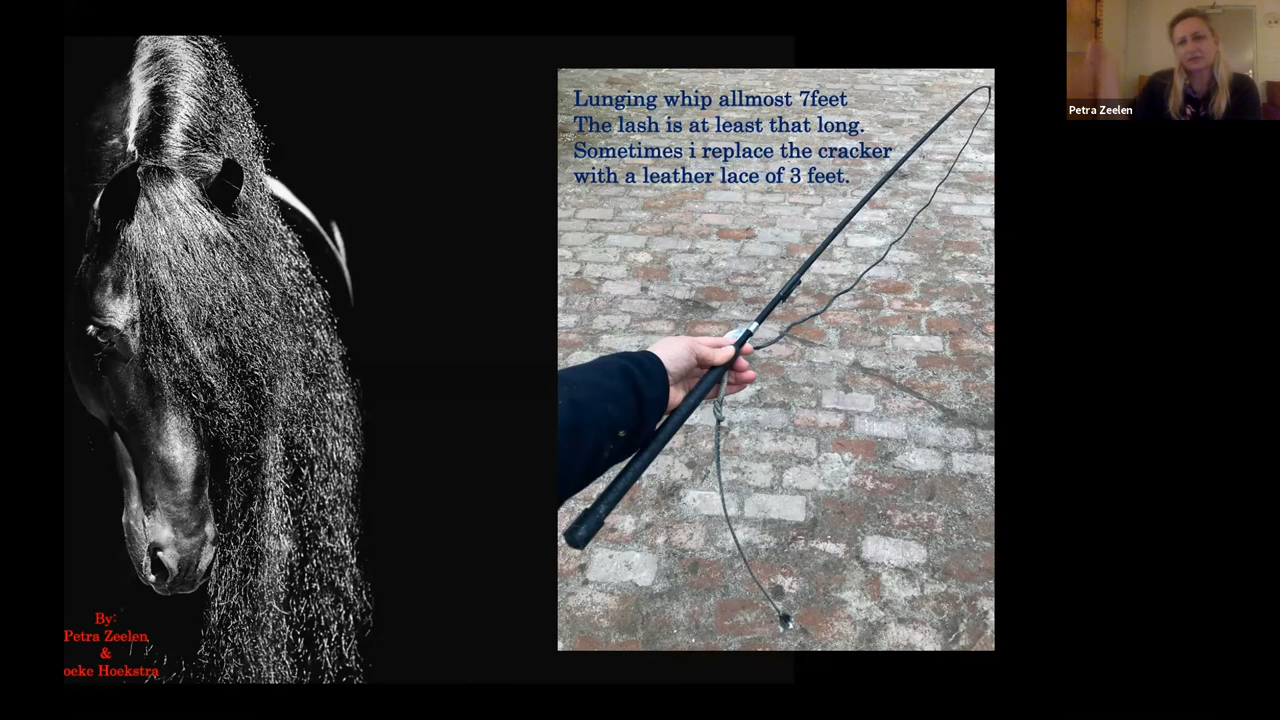 Lunging whip allmost 7feet
The lash is at least that long.
Sometimes i replace the cracker
with a leather lace of 3 feet.
Petra Zeelen
By:
Petra Zeelen
&
oeke Hoekstra